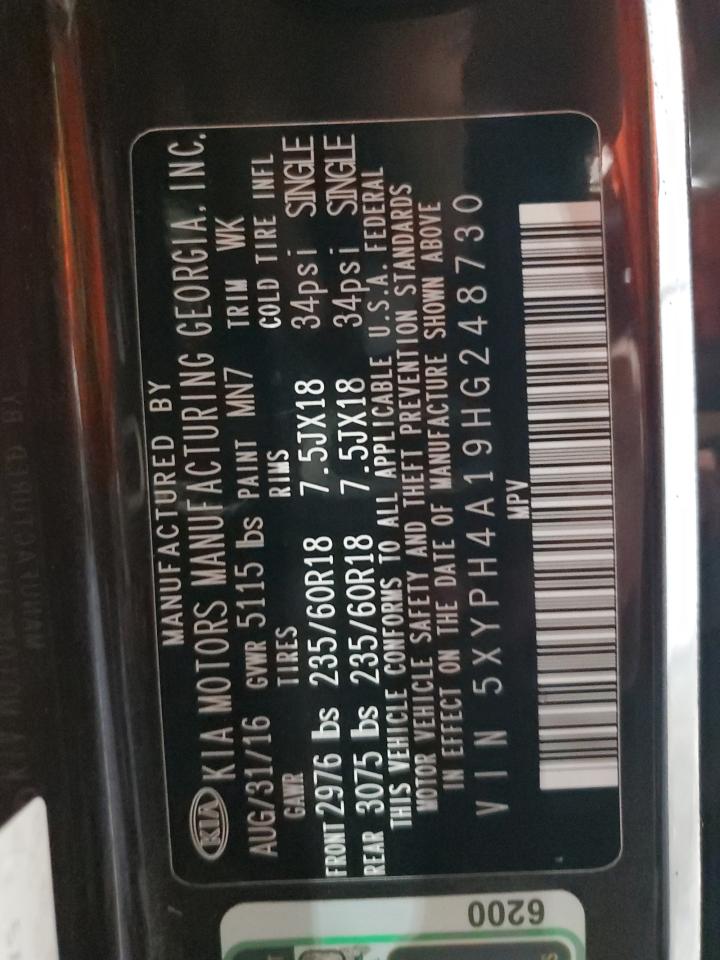 MANUFACTURED BY
KIA KIA MOTORS MANUFACTURING GEORGIA, INC.
AUG/31/16 GVWR 5115 lbs PAINT MN7 TRIM WK
GAWR TIRES RIMS COLD TIRE INFL
FRONT 2976 lbs 235/60R18 7.5JX18 34psi SINGLE
REAR 3075 lbs 235/60R18 7.5JX18 34psi SINGLE
THIS VEHICLE CONFORMS TO ALL APPLICABLE U.S.A. FEDERAL
MOTOR VEHICLE SAFETY AND THEFT PREVENTION STANDARDS
IN EFFECT ON THE DATE OF MANUFACTURE SHOWN ABOVE
VIN 5XYPH4A19HG248730
MPV
6200